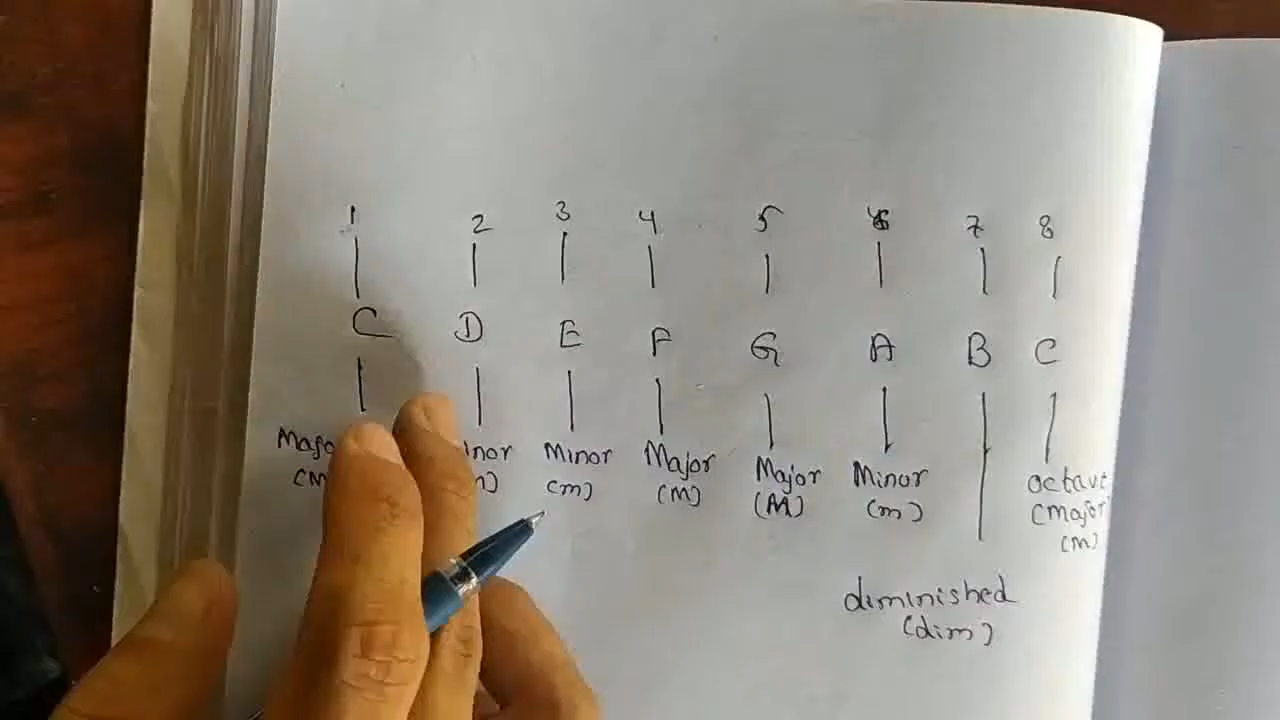 1 2 3 4 5 6 7 8
C D E F G A B C
Minor Major Major Minor octave
(m) (M) (M) (m) (major
(M)
diminished
(dim)